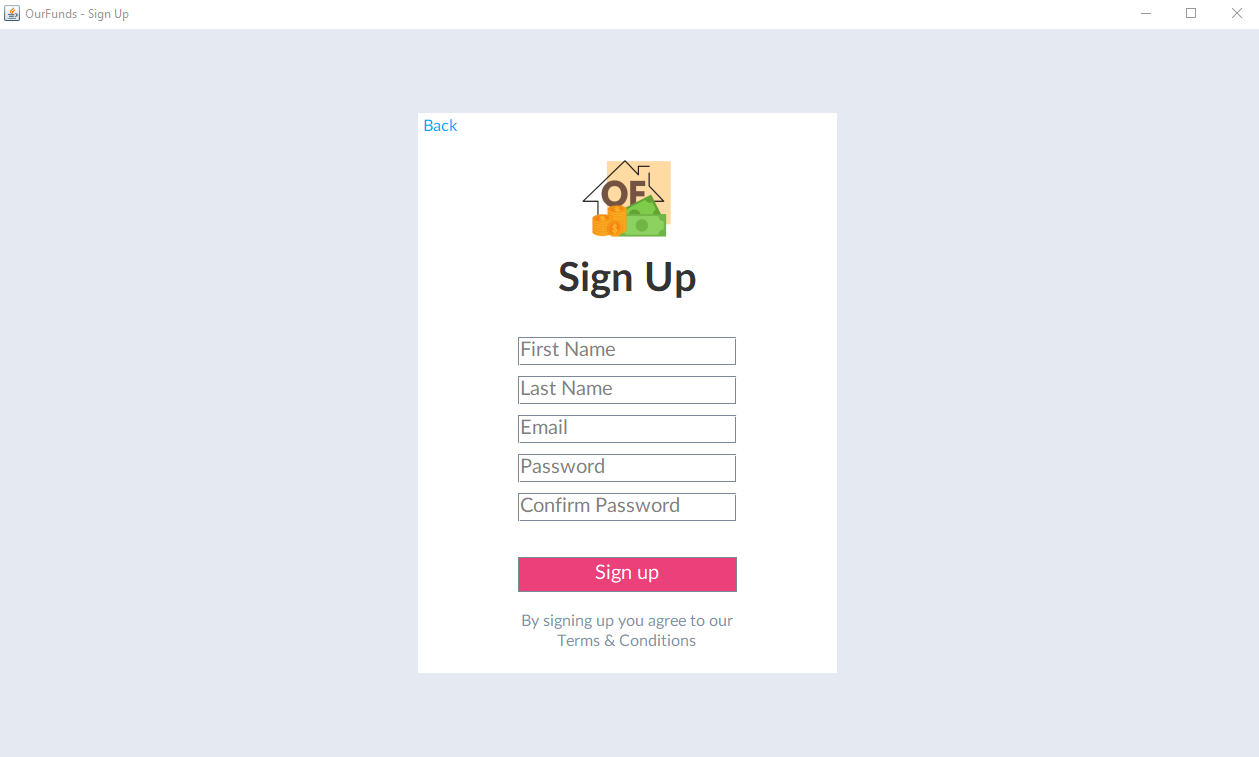 OurFunds - Sign Up
Back
OF
Sign Up
First Name
Last Name
Email
Password
Confirm Password
Sign up
By signing up you agree to our
Terms & Conditions